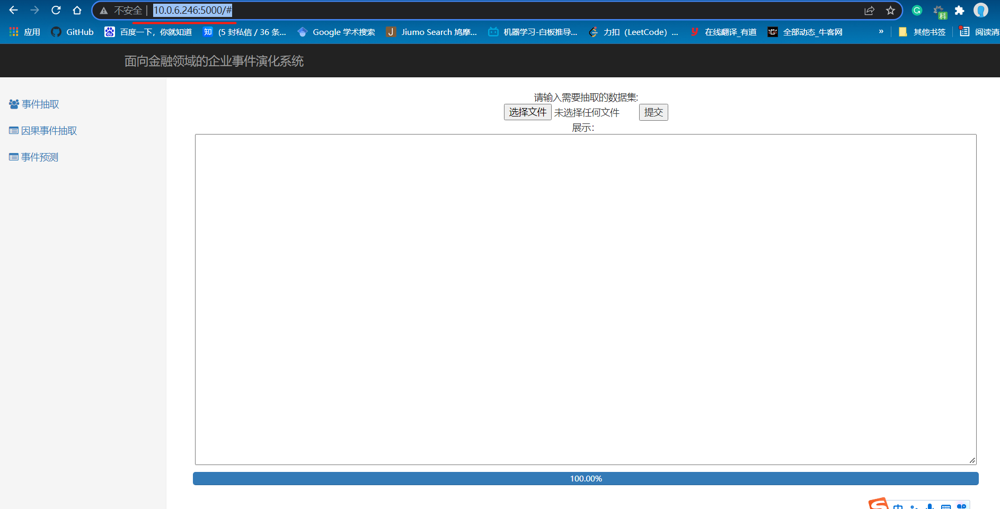 不安全 | 10.0.6.246:5000/#
应用 GitHub 百度一下，你就知道 知 (5 封私信 / 36 条... Google 学术搜索 J Jiumo Search 鸠摩... 机器学习-白板推导... 力扣（LeetCode）... y 在线翻译_有道 全部动态_牛客网 » 其他书签 阅读清
面向金融领域的企业事件演化系统
事件抽取
因果事件抽取
事件预测
请输入需要抽取的数据集:
选择文件 未选择任何文件 提交
展示：
100.00%